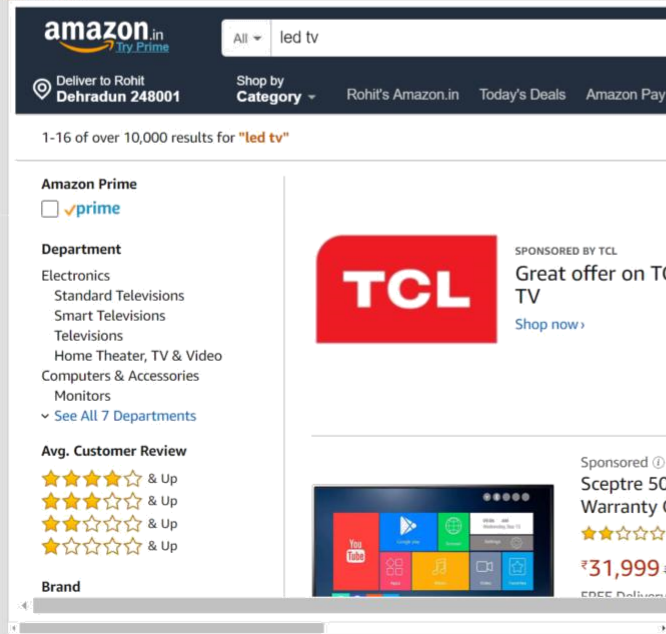 amazon.in
Try Prime
All
led tv
Deliver to Rohit
Dehradun 248001
Shop by
Category
Rohit's Amazon.in
Today's Deals
Amazon Pay
1-16 of over 10,000 results for "led tv"
Amazon Prime
prime
Department
Electronics
Standard Televisions
Smart Televisions
Televisions
Home Theater, TV & Video
Computers & Accessories
Monitors
See All 7 Departments
Avg. Customer Review
& Up
& Up
& Up
& Up
Brand
TCL
SPONSORED BY TCL
Great offer on TC
TV
Shop now ›
Sponsored
Sceptre 50
Warranty
₹31,999
FREE Delivery
You
Tube